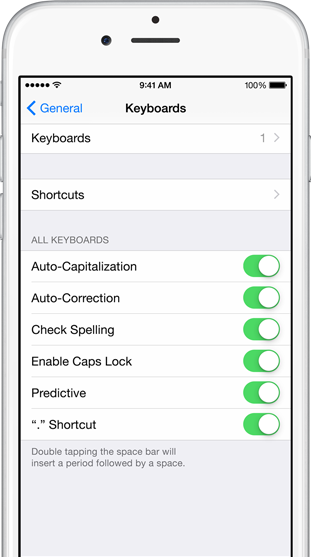 9:41 AM
100%
General
Keyboards
Keyboards 1
Shortcuts
ALL KEYBOARDS
Auto-Capitalization
Auto-Correction
Check Spelling
Enable Caps Lock
Predictive
“.” Shortcut
Double tapping the space bar will
insert a period followed by a space.